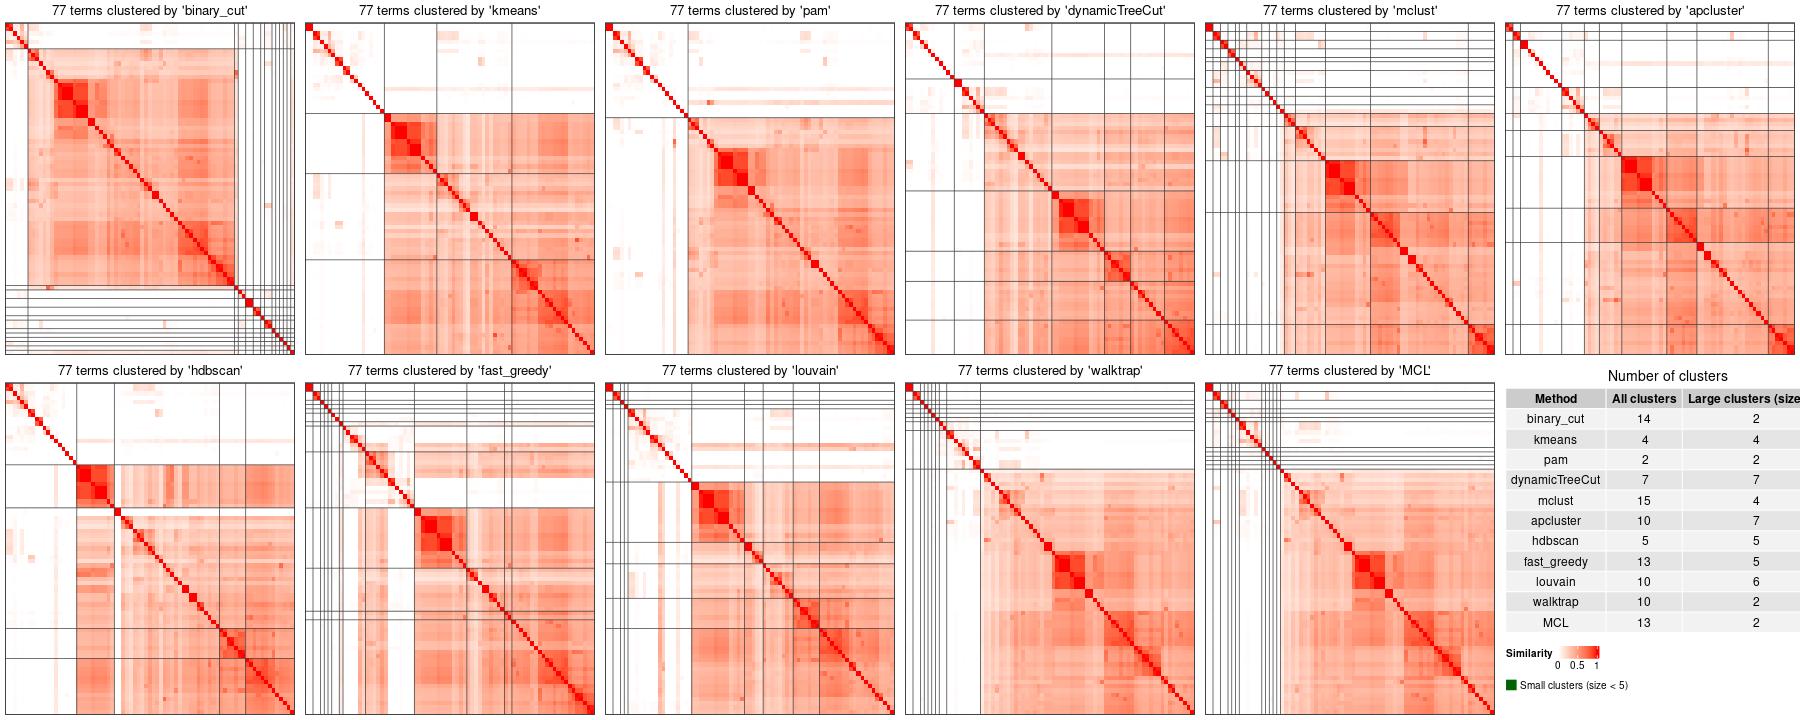 77 terms clustered by 'binary_cut'
77 terms clustered by 'kmeans'
77 terms clustered by 'pam'
77 terms clustered by 'dynamicTreeCut'
77 terms clustered by 'mclust'
77 terms clustered by 'apcluster'
77 terms clustered by 'hdbscan'
77 terms clustered by 'fast_greedy'
77 terms clustered by 'louvain'
77 terms clustered by 'walktrap'
77 terms clustered by 'MCL'
Number of clusters
Method All clusters Large clusters (size
binary_cut 14 2
kmeans 4 4
pam 2 2
dynamicTreeCut 7 7
mclust 15 4
apcluster 10 7
hdbscan 5 5
fast_greedy 13 5
louvain 10 6
walktrap 10 2
MCL 13 2
Similarity
0 0.5 1
Small clusters (size < 5)